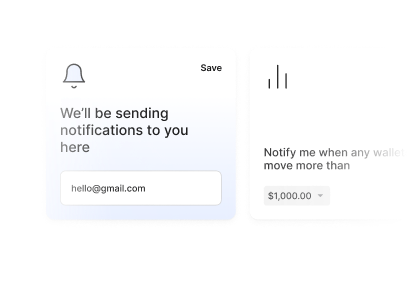 Save
We'll be sending
notifications to you
here
hello@gmail.com
Notify me when any wallets
move more than
$1,000.00